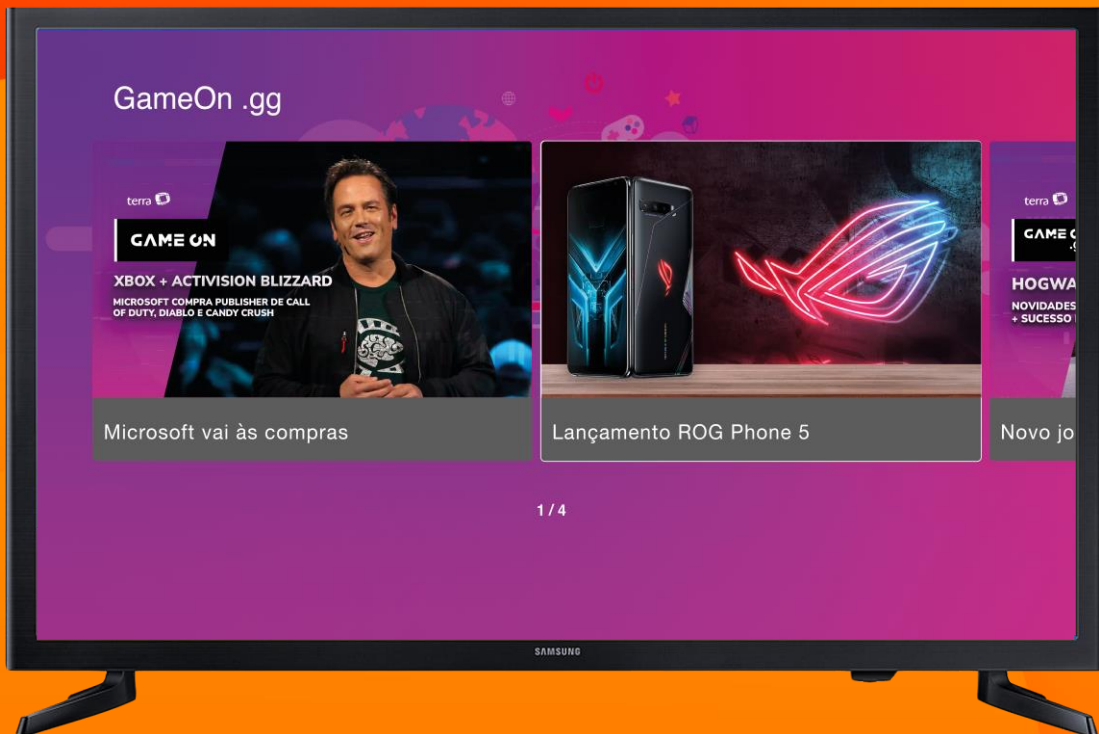 GameOn .gg
terra
GAME ON
XBOX + ACTIVISION BLIZZARD
MICROSOFT COMPRA PUBLISHER DE CALL
OF DUTY, DIABLO E CANDY CRUSH
Microsoft vai às compras
Lançamento ROG Phone 5
terra
GAME
HOGWA
NOVIDADES
+ SUCESSO
Novo jo
1 / 4
SAMSUNG